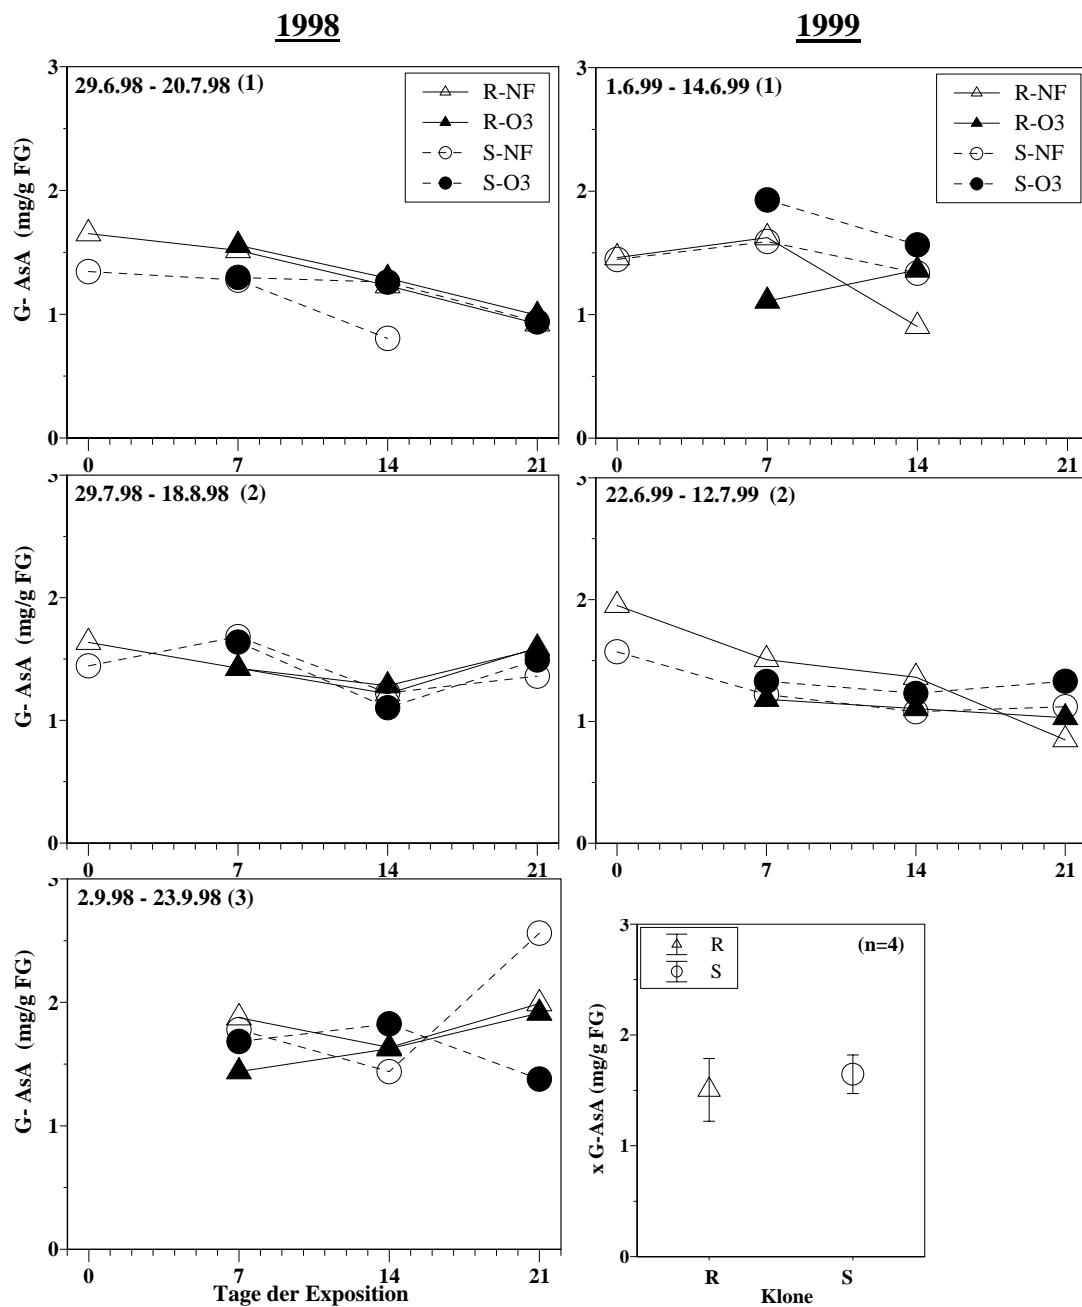 1998
1999
29.6.98 - 20.7.98 (1)
R-NF
R-O3
S-NF
S-O3
G- AsA (mg/g FG)
3
2
1
0
0 7 14 21
1.6.99 - 14.6.99 (1)
R-NF
R-O3
S-NF
S-O3
3
2
1
0
0 7 14 21
29.7.98 - 18.8.98 (2)
G- AsA (mg/g FG)
3
2
1
0
0 7 14 21
22.6.99 - 12.7.99 (2)
3
2
1
0
0 7 14 21
2.9.98 - 23.9.98 (3)
G- AsA (mg/g FG)
3
2
1
0
0 7 14 21
Tage der Exposition
R
S
(n=4)
x G-AsA (mg/g FG)
3
2
1
0
R S
Klone